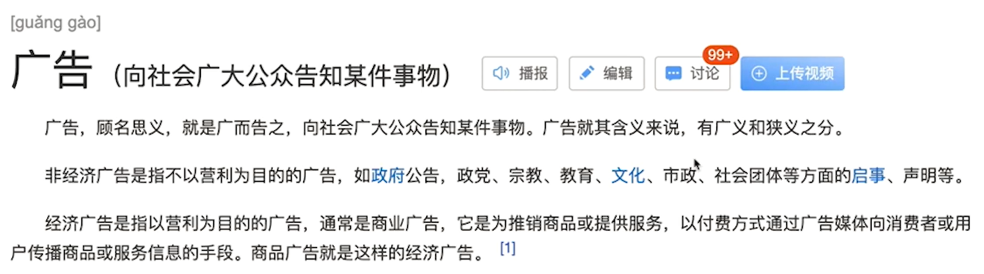 [guǎng gào]
广告 （向社会广大公众告知某件事物） 播报 编辑 讨论 99+ 上传视频
广告，顾名思义，就是广而告之，向社会广大公众告知某件事物。广告就其含义来说，有广义和狭义之分。
非经济广告是指不以营利为目的的广告，如政府公告，政党、宗教、教育、文化、市政、社会团体等方面的启事、声明等。
经济广告是指以营利为目的的广告，通常是商业广告，它是为推销商品或提供服务，以付费方式通过广告媒体向消费者或用
户传播商品或服务信息的手段。商品广告就是这样的经济广告。 [1]